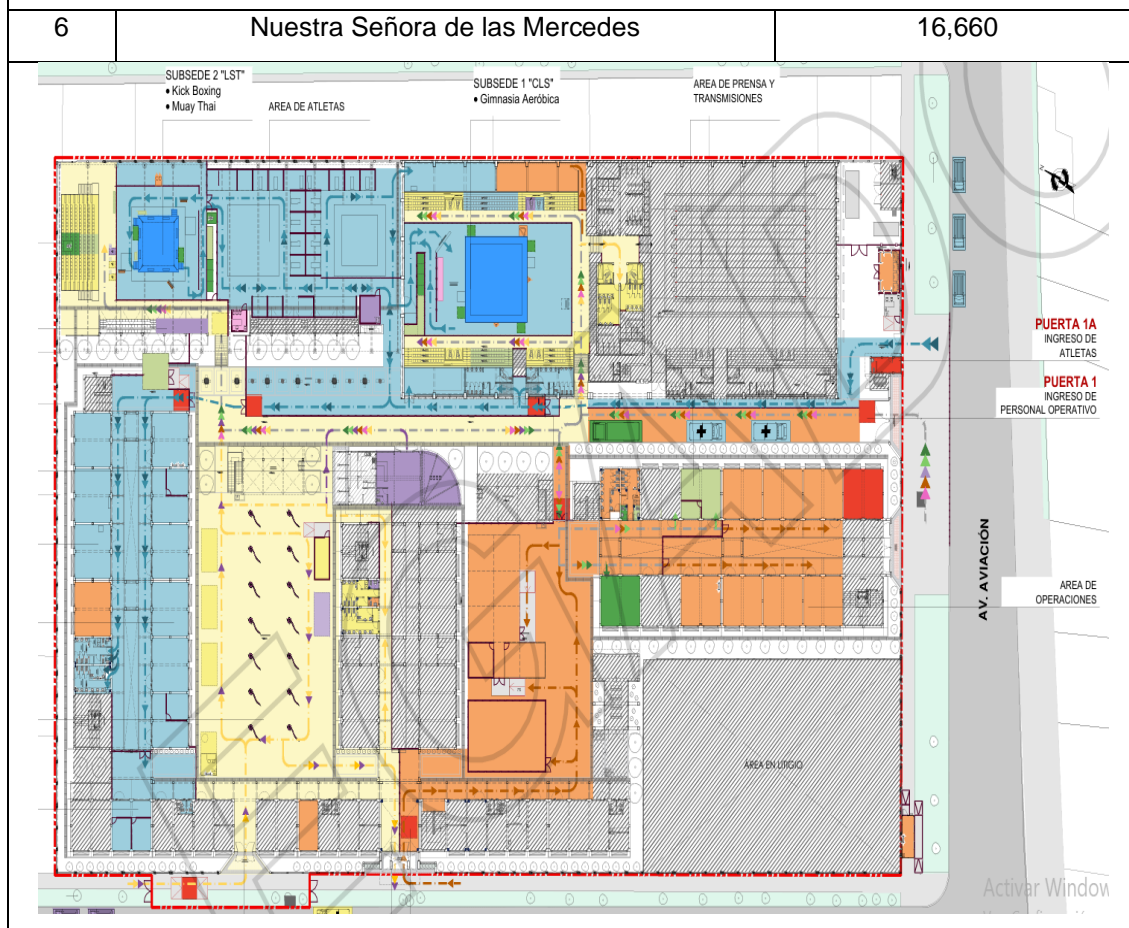 6
Nuestra Señora de las Mercedes
16,660
SUBSEDE 2 "LST"
• Kick Boxing
• Muay Thai
AREA DE ATLETAS
SUBSEDE 1 "CLS"
• Gimnasia Aeróbica
AREA DE PRENSA Y
TRANSMISIONES
PUERTA 1A
INGRESO DE
ATLETAS
PUERTA 1
INGRESO DE
PERSONAL OPERATIVO
AV. AVIACIÓN
AREA DE
OPERACIONES
AREA EN LITIGIO
Activar Window